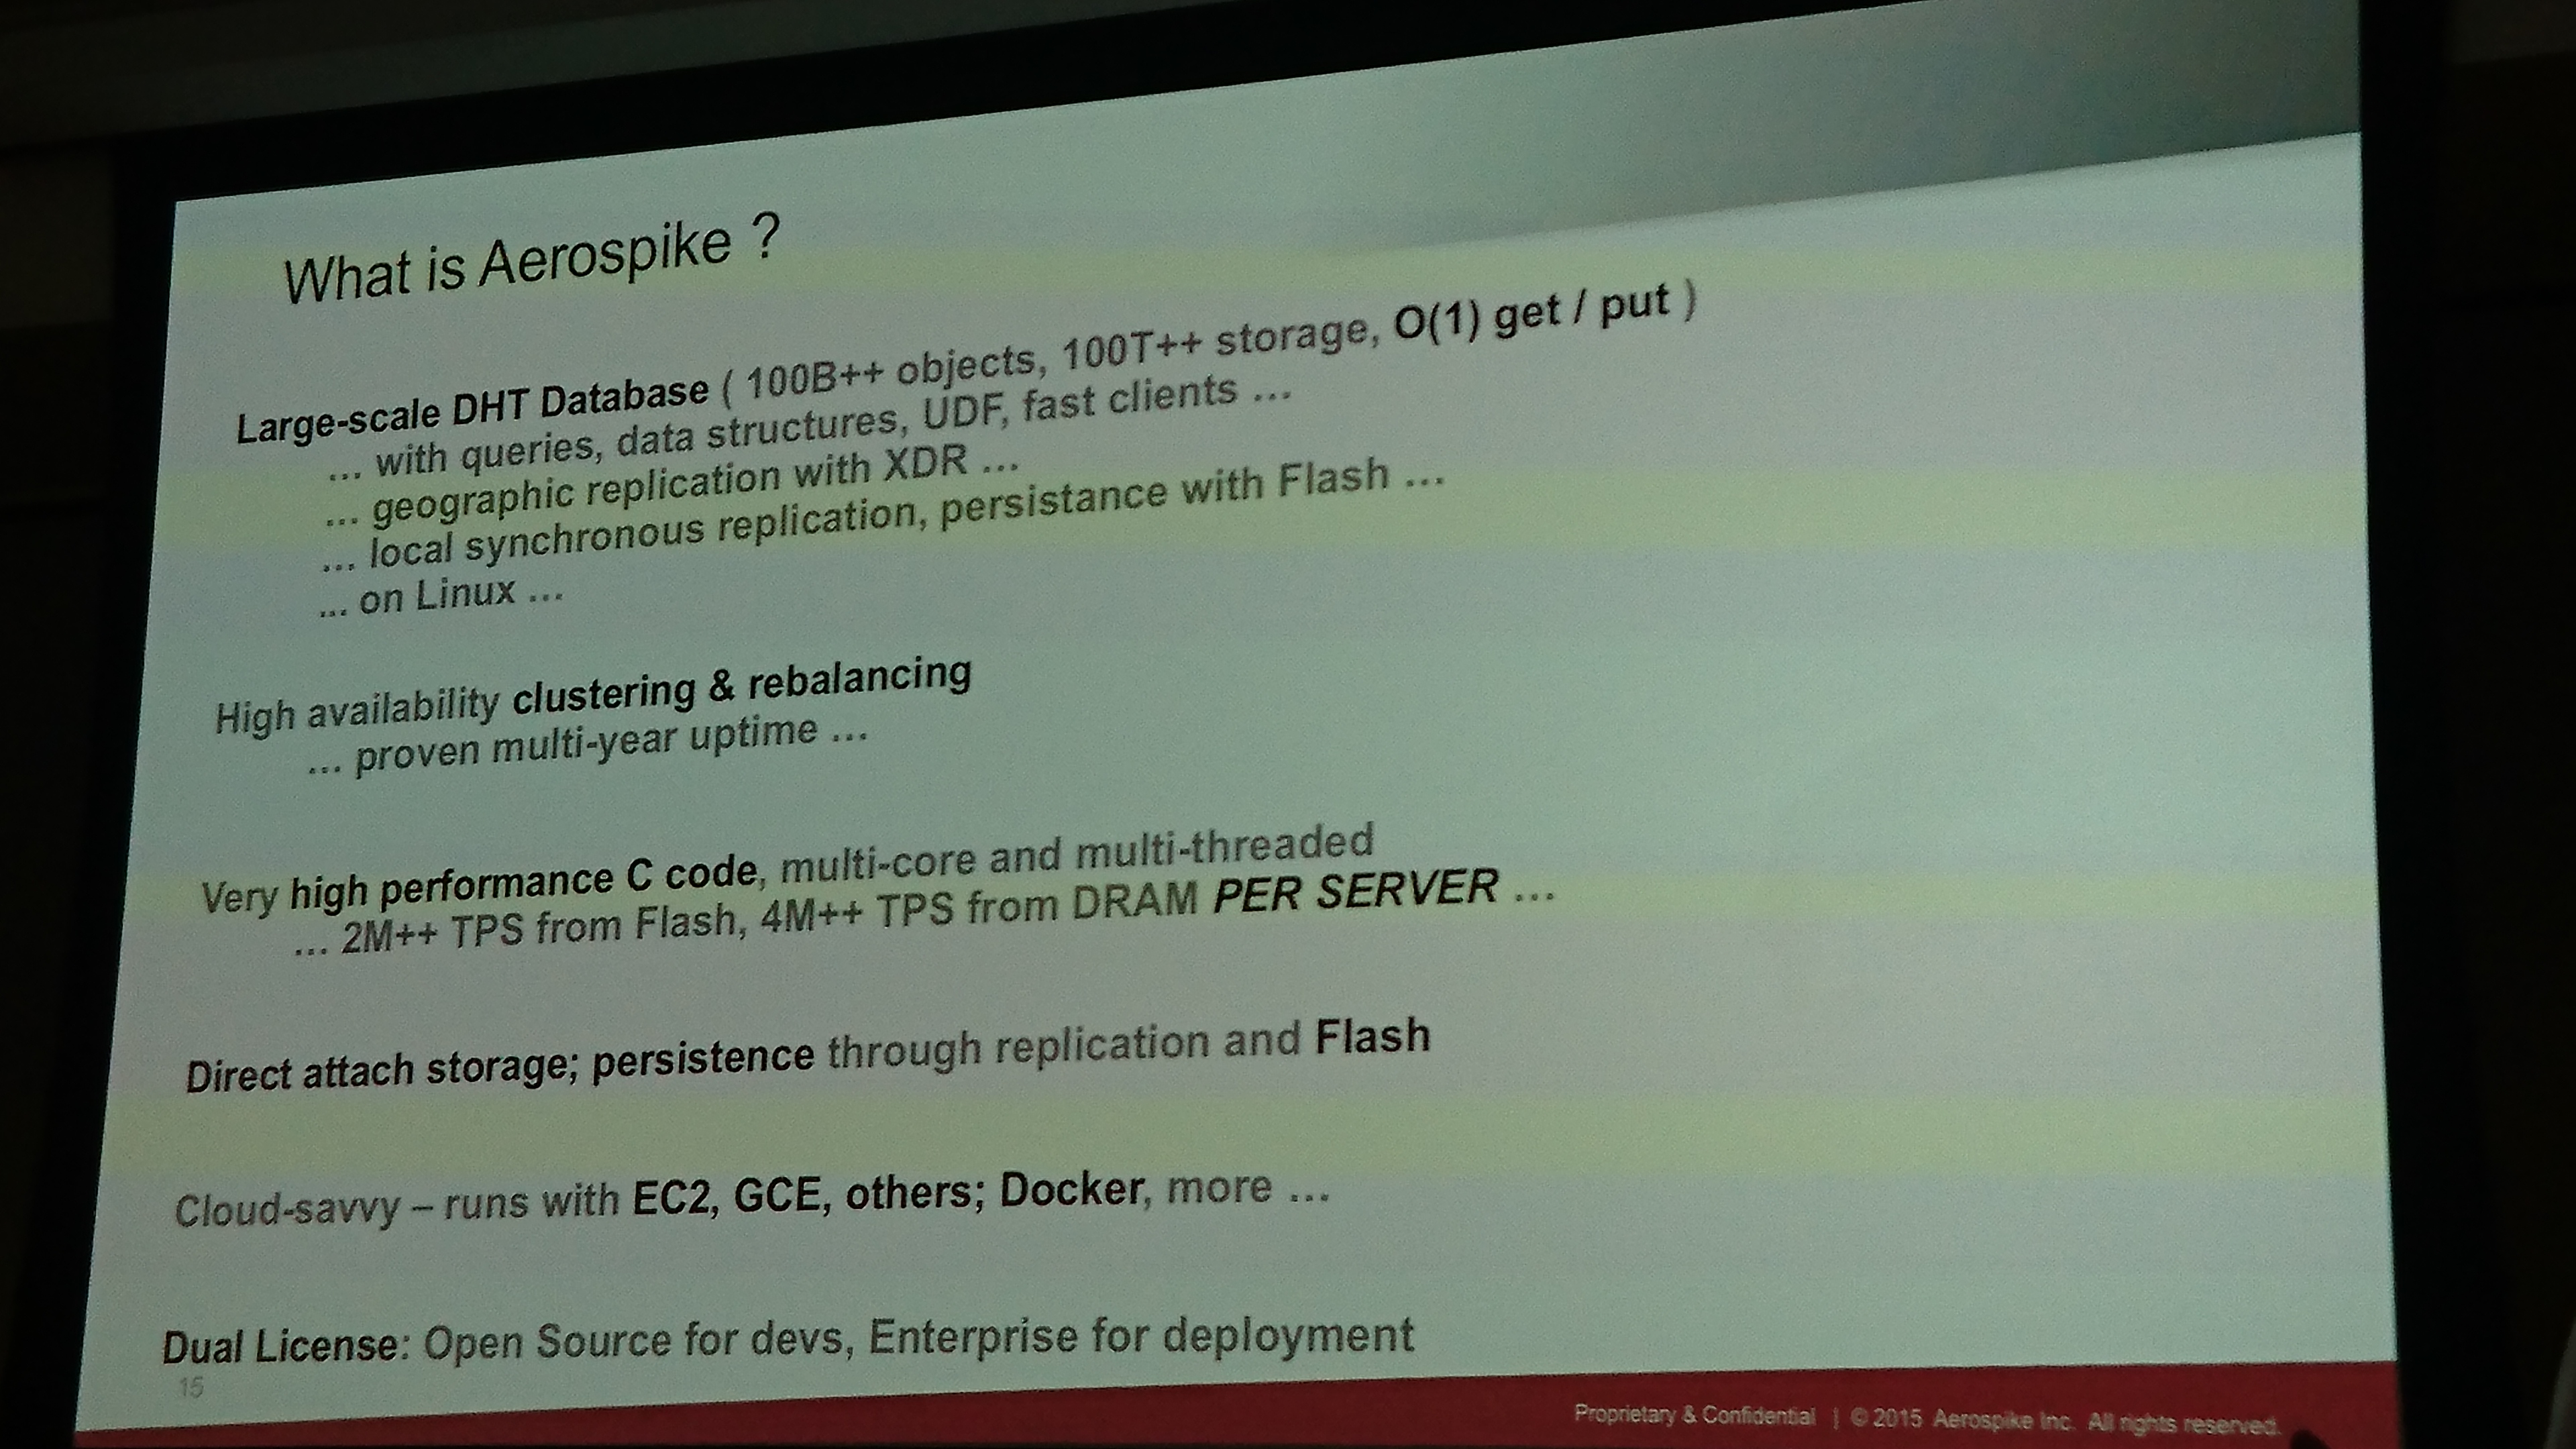 What is Aerospike ?
Large-scale DHT Database ( 100B++ objects, 100T++ storage, O(1) get / put )
... with queries, data structures, UDF, fast clients ...
... geographic replication with XDR ...
... local synchronous replication, persistance with Flash ...
... on Linux ...
High availability clustering & rebalancing
... proven multi-year uptime ...
Very high performance C code, multi-core and multi-threaded
... 2M++ TPS from Flash, 4M++ TPS from DRAM PER SERVER ...
Direct attach storage; persistence through replication and Flash
Cloud-savvy – runs with EC2, GCE, others; Docker, more ...
Dual License: Open Source for devs, Enterprise for deployment
15
Proprietary & Confidential | © 2015 Aerospike Inc. All rights reserved.